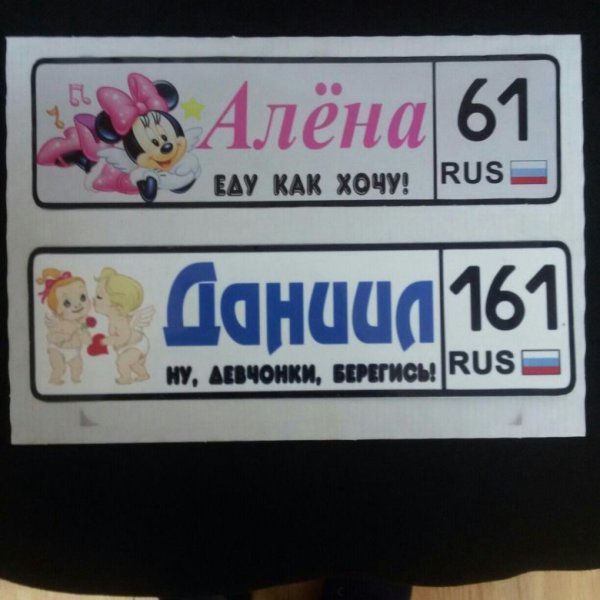 Алёна
ЕДУ КАК ХОЧУ!
61
RUS
Даниил
НУ, ДЕВЧОНКИ, БЕРЕГИСЬ!
161
RUS